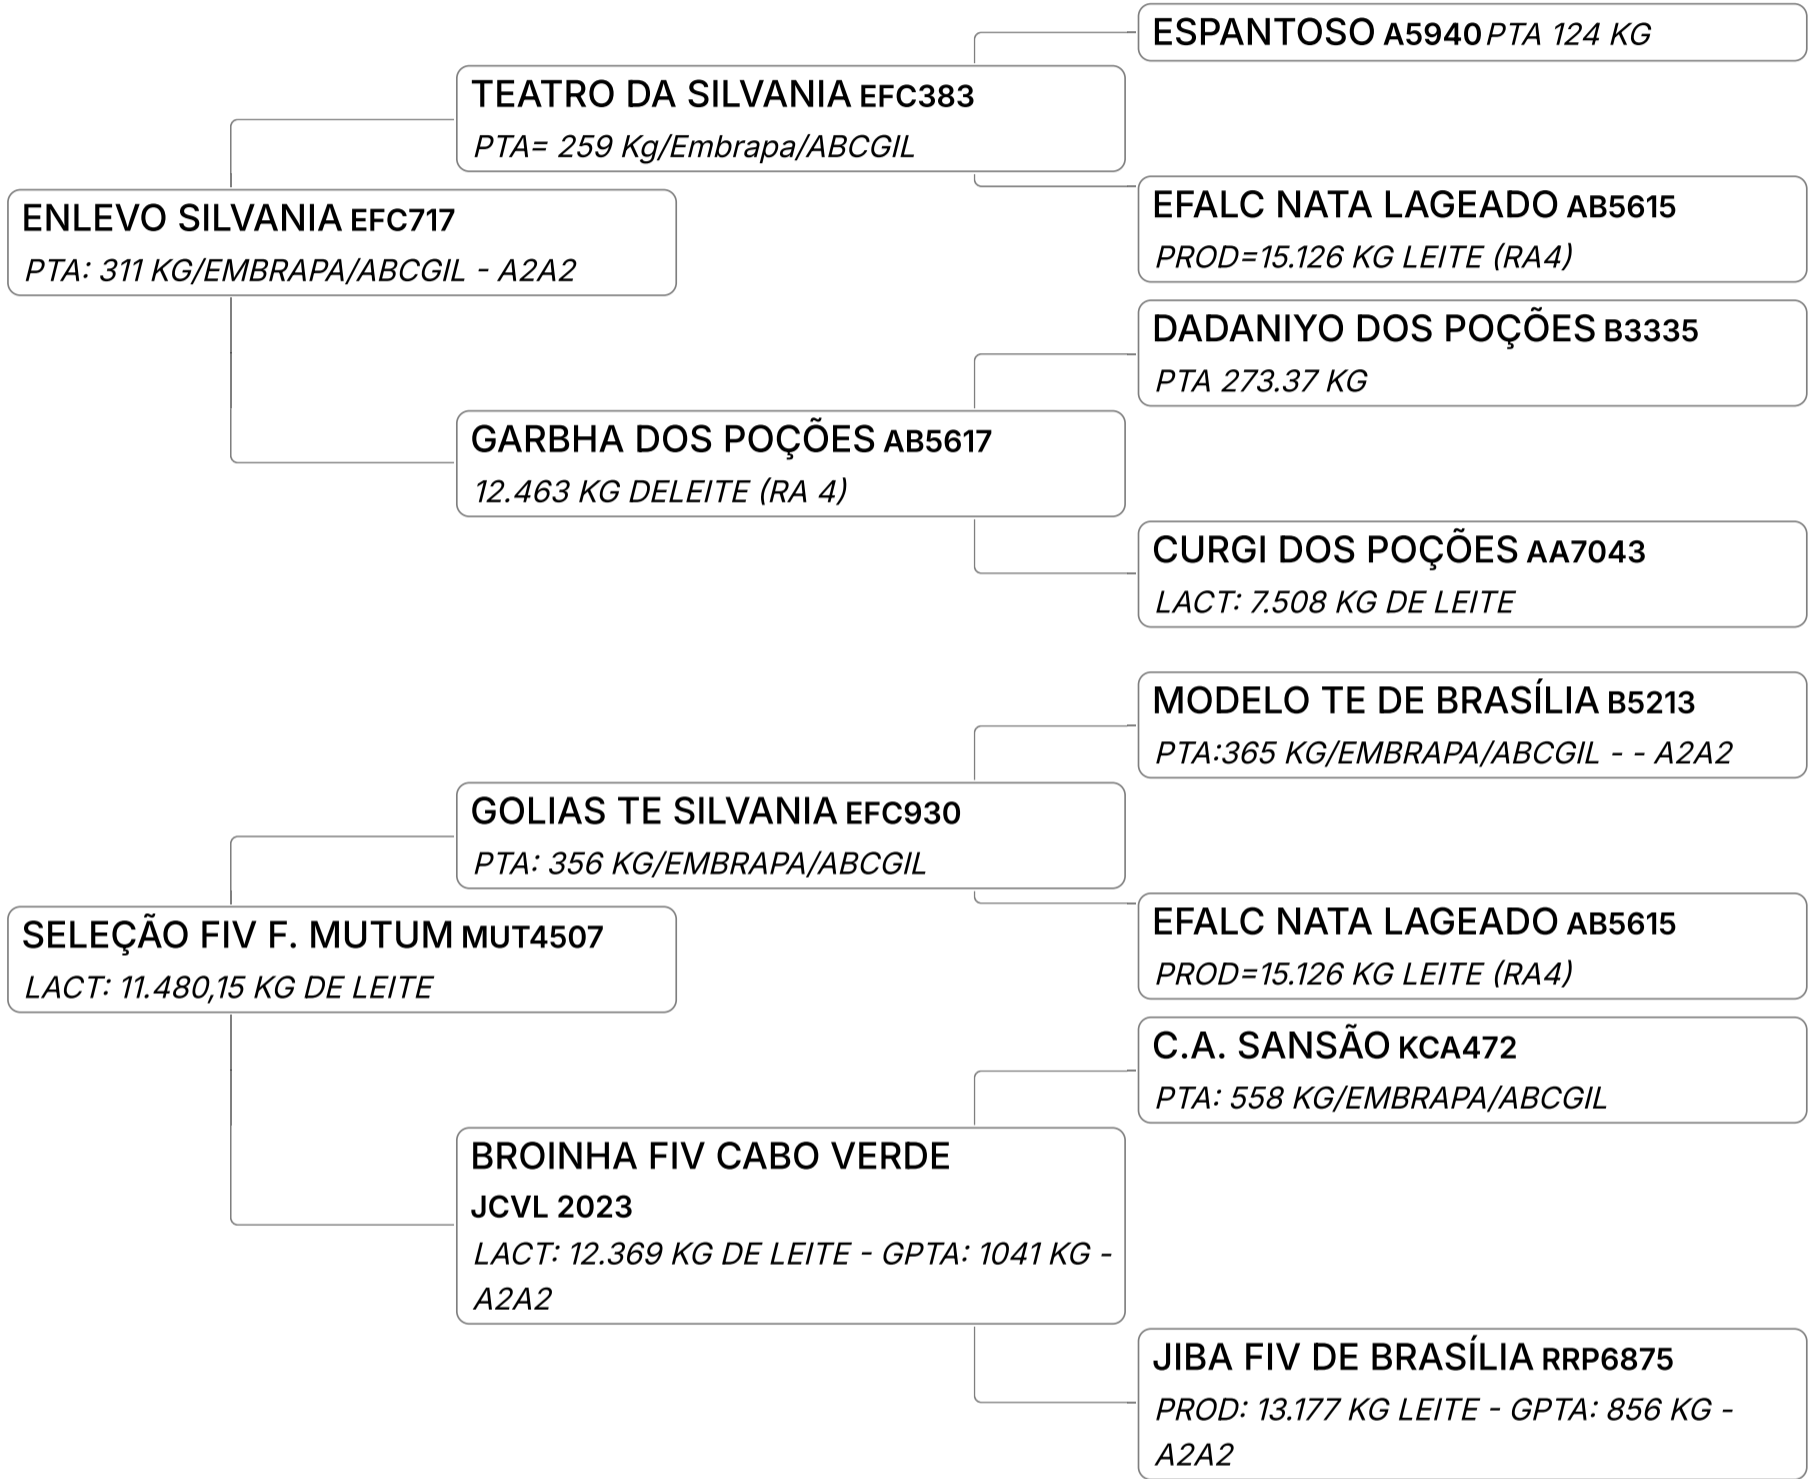 ESPANTOSO A5940 PTA 124 KG
TEATRO DA SILVANIA EFC383
PTA= 259 Kg/Embrapa/ABCGIL
EFALC NATA LAGEADO AB5615
PROD=15.126 KG LEITE (RA4)
ENLEVO SILVANIA EFC717
PTA: 311 KG/EMBRAPA/ABCGIL - A2A2
DADANIYO DOS POÇÕES B3335
PTA 273.37 KG
GARBHA DOS POÇÕES AB5617
12.463 KG DELEITE (RA 4)
CURGI DOS POÇÕES AA7043
LACT: 7.508 KG DE LEITE
MODELO TE DE BRASÍLIA B5213
PTA:365 KG/EMBRAPA/ABCGIL - - A2A2
GOLIAS TE SILVANIA EFC930
PTA: 356 KG/EMBRAPA/ABCGIL
EFALC NATA LAGEADO AB5615
PROD=15.126 KG LEITE (RA4)
SELEÇÃO FIV F. MUTUM MUT4507
LACT: 11.480,15 KG DE LEITE
C.A. SANSÃO KCA472
PTA: 558 KG/EMBRAPA/ABCGIL
BROINHA FIV CABO VERDE
JCVL 2023
LACT: 12.369 KG DE LEITE - GPTA: 1041 KG -
A2A2
JIBA FIV DE BRASÍLIA RRP6875
PROD: 13.177 KG LEITE - GPTA: 856 KG -
A2A2